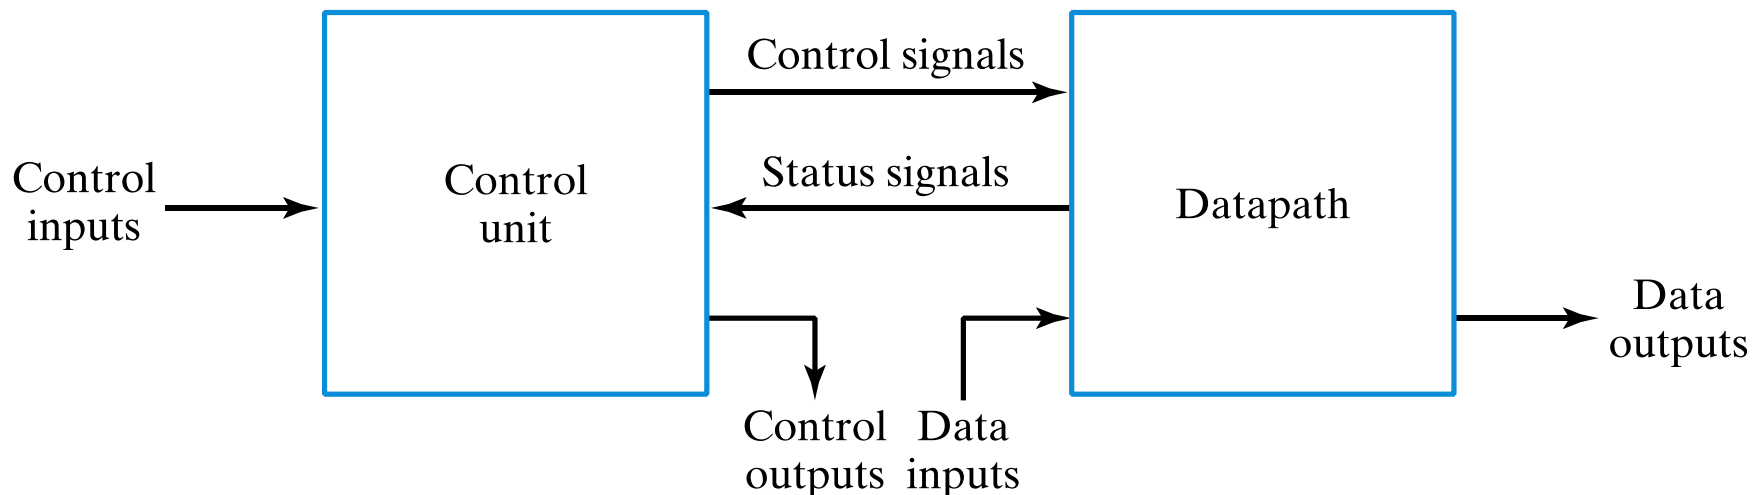 Control signals
Control
inputs
Control
unit
Status signals
Datapath
Data
outputs
Control
outputs
Data
inputs